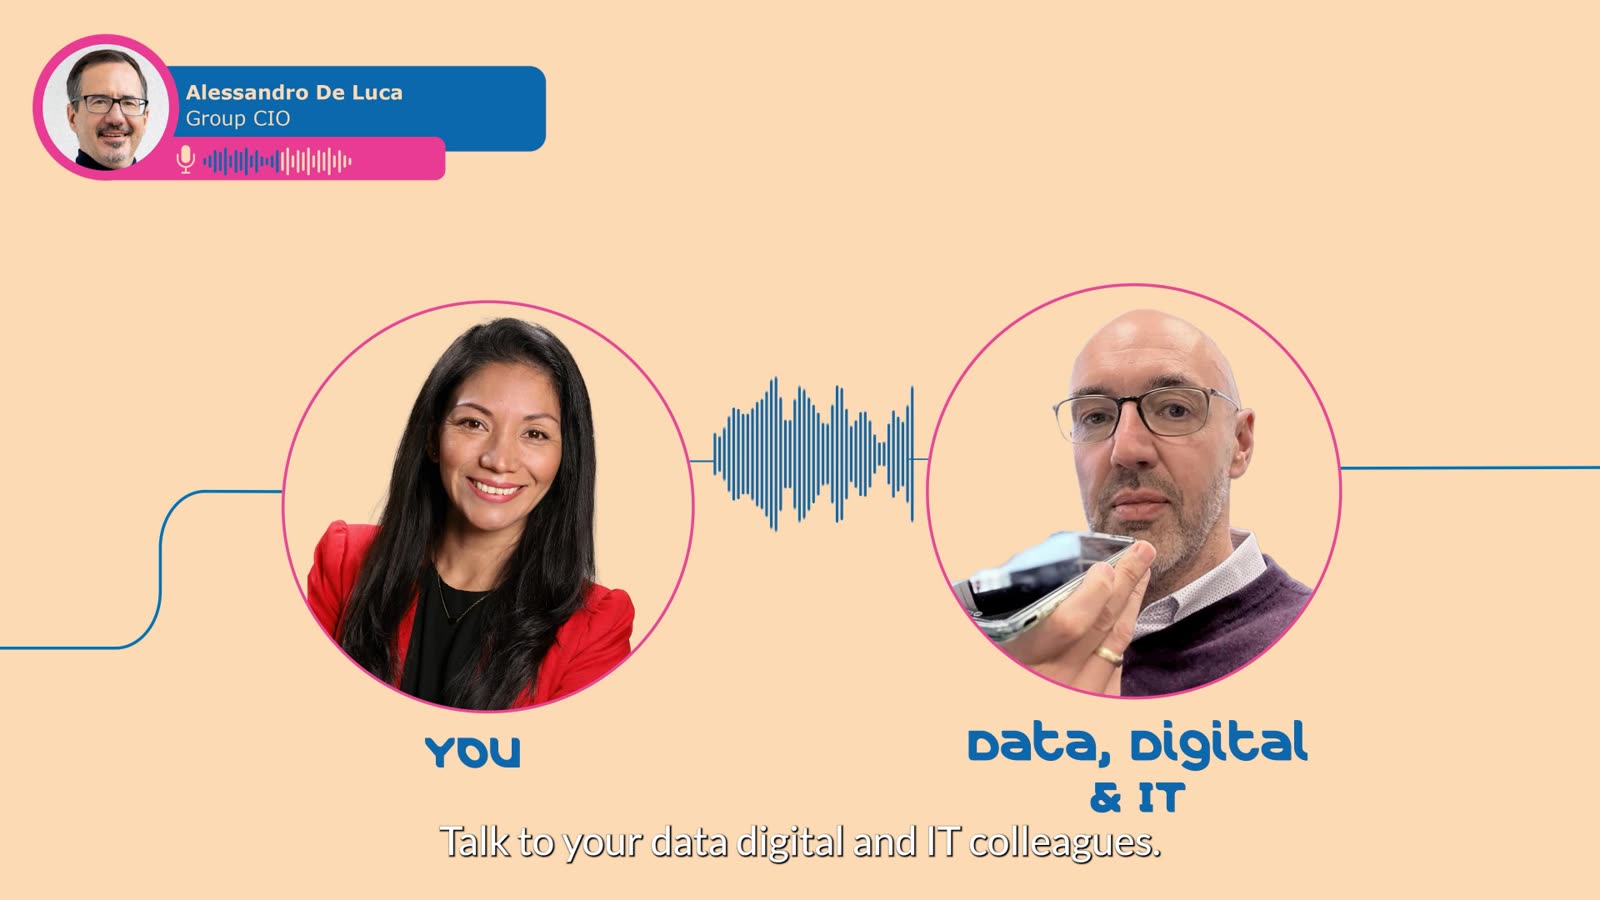 Alessandro De Luca
Group CIO
YOU
Data, Digital
& IT
Talk to your data digital and IT colleagues.